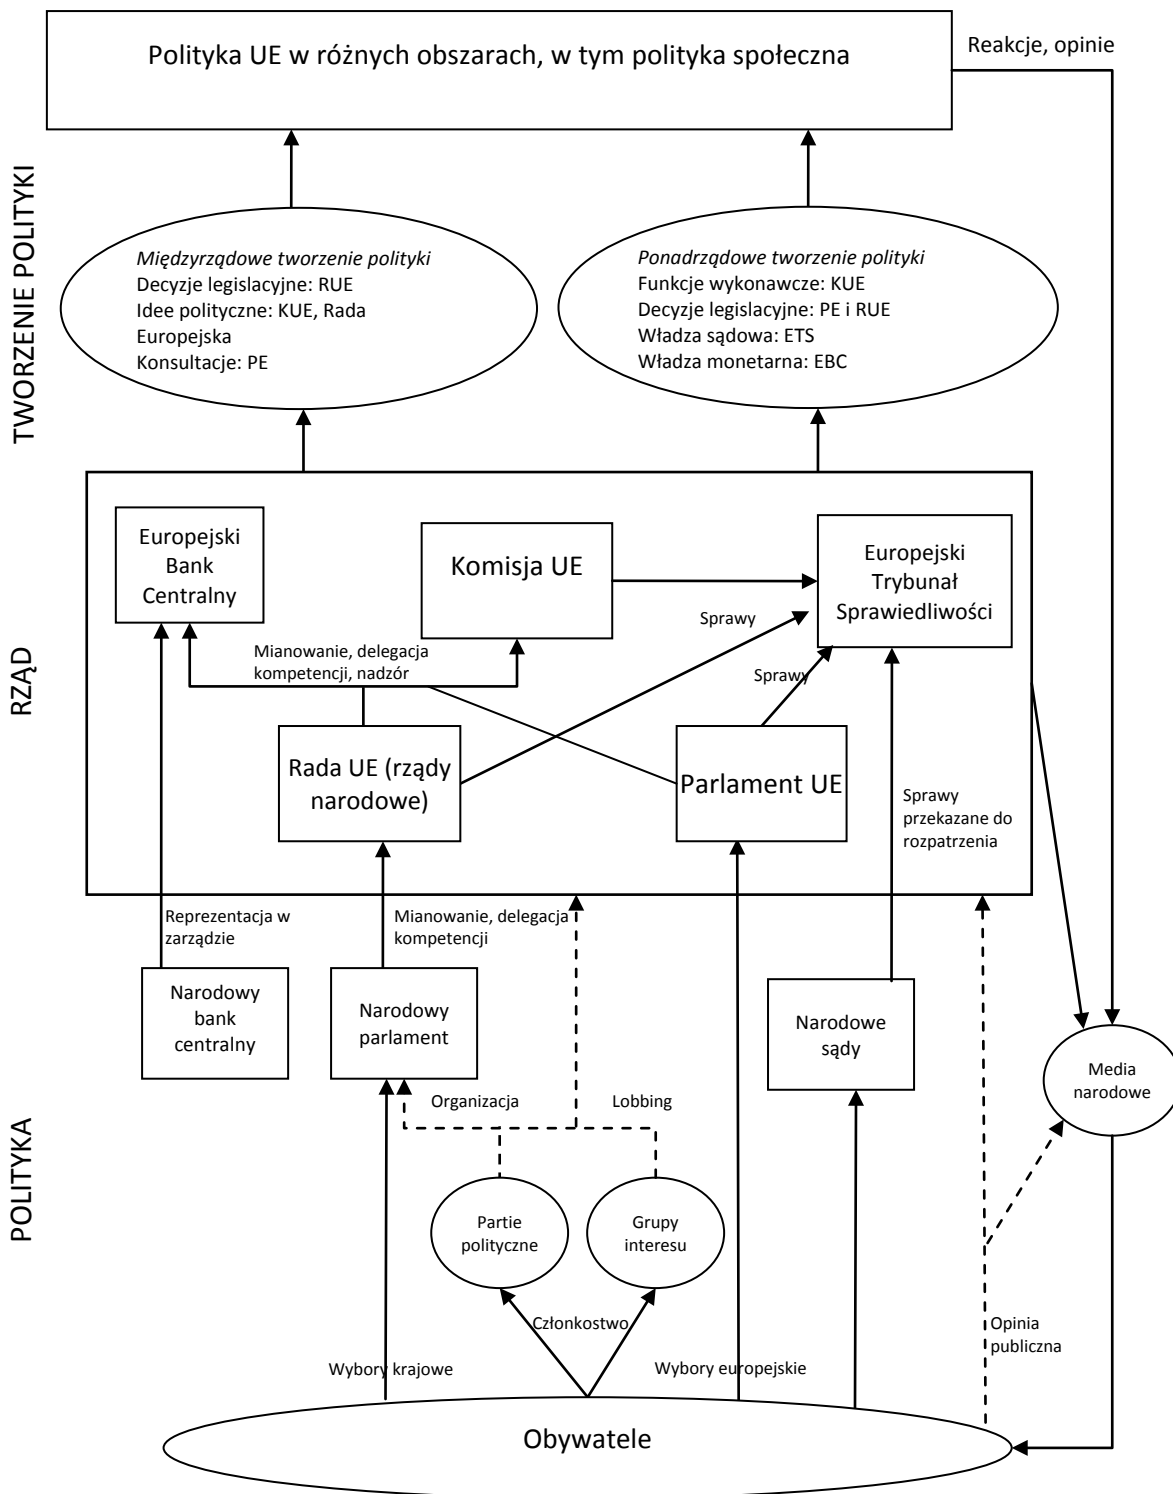 Polityka UE w różnych obszarach, w tym polityka społeczna
Reakcje, opinie
TWORZENIE POLITYKI
Międzyrządowe tworzenie polityki
Decyzje legislacyjne: RUE
Idee polityczne: KUE, Rada
Europejska
Konsultacje: PE
Ponadrządowe tworzenie polityki
Funkcje wykonawcze: KUE
Decyzje legislacyjne: PE i RUE
Władza sądowa: ETS
Władza monetarna: EBC
RZĄD
Europejski
Bank
Centralny
Komisja UE
Europejski
Trybunał
Sprawiedliwości
Sprawy
Mianowanie, delegacja
kompetencji, nadzór
Sprawy
Rada UE (rządy
narodowe)
Parlament UE
Sprawy
przekazane do
rozpatrzenia
Reprezentacja w
zarządzie
Mianowanie, delegacja
kompetencji
POLITYKA
Narodowy
bank
centralny
Narodowy
parlament
Narodowe
sądy
Media
narodowe
Organizacja
Lobbing
Partie
polityczne
Grupy
interesu
Członkostwo
Opinia
publiczna
Wybory krajowe
Wybory europejskie
Obywatele